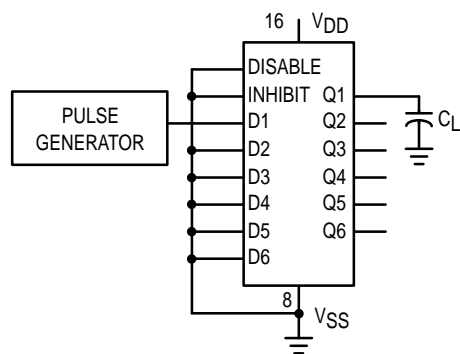 16 VDD
DISABLE
INHIBIT Q1
PULSE GENERATOR
D1 Q2
CL
D2 Q3
D3 Q4
D4 Q5
D5 Q6
D6
8 VSS